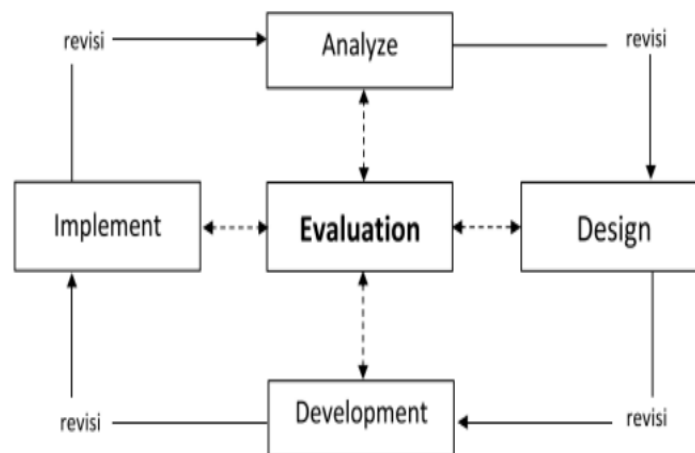 revisi
Analyze
revisi
Implement
Evaluation
Design
revisi
Development
revisi